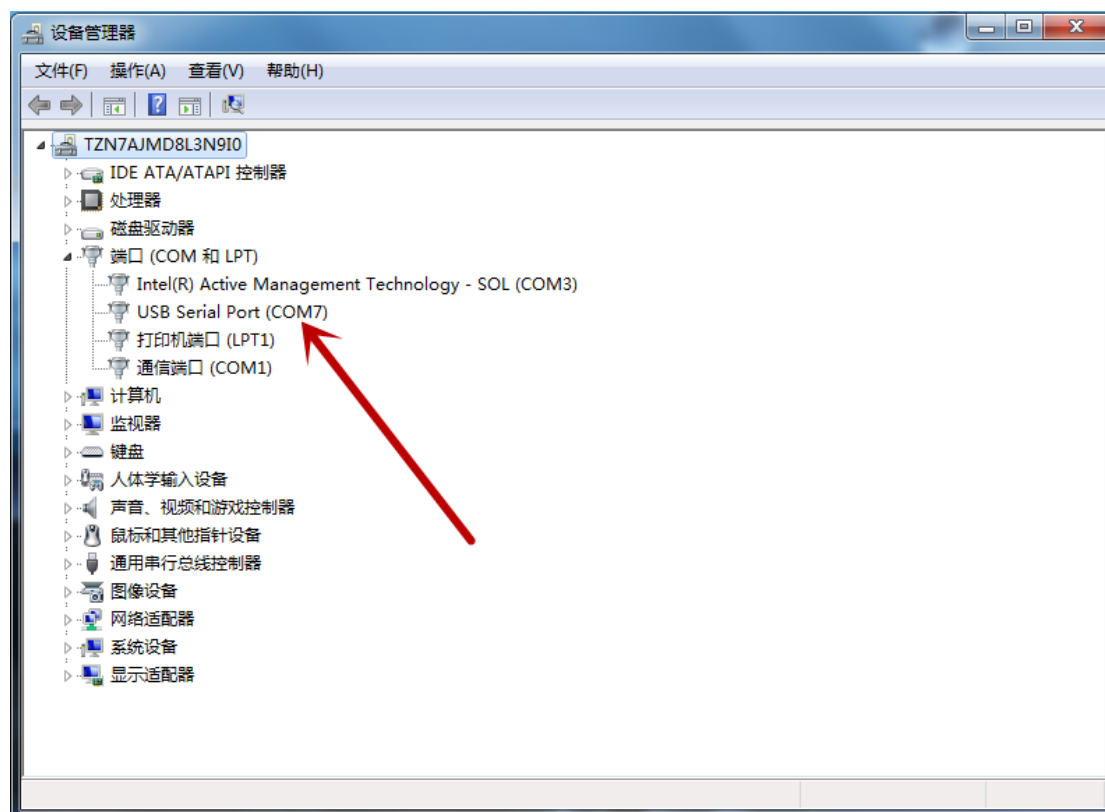 设备管理器
文件(F) 操作(A) 查看(V) 帮助(H)
TZN7AJMD8L3N9I0
IDE ATA/ATAPI 控制器
处理器
磁盘驱动器
端口 (COM 和 LPT)
Intel(R) Active Management Technology - SOL (COM3)
USB Serial Port (COM7)
打印机端口 (LPT1)
通信端口 (COM1)
计算机
监视器
键盘
人体学输入设备
声音、视频和游戏控制器
鼠标和其他指针设备
通用串行总线控制器
图像设备
网络适配器
系统设备
显示适配器